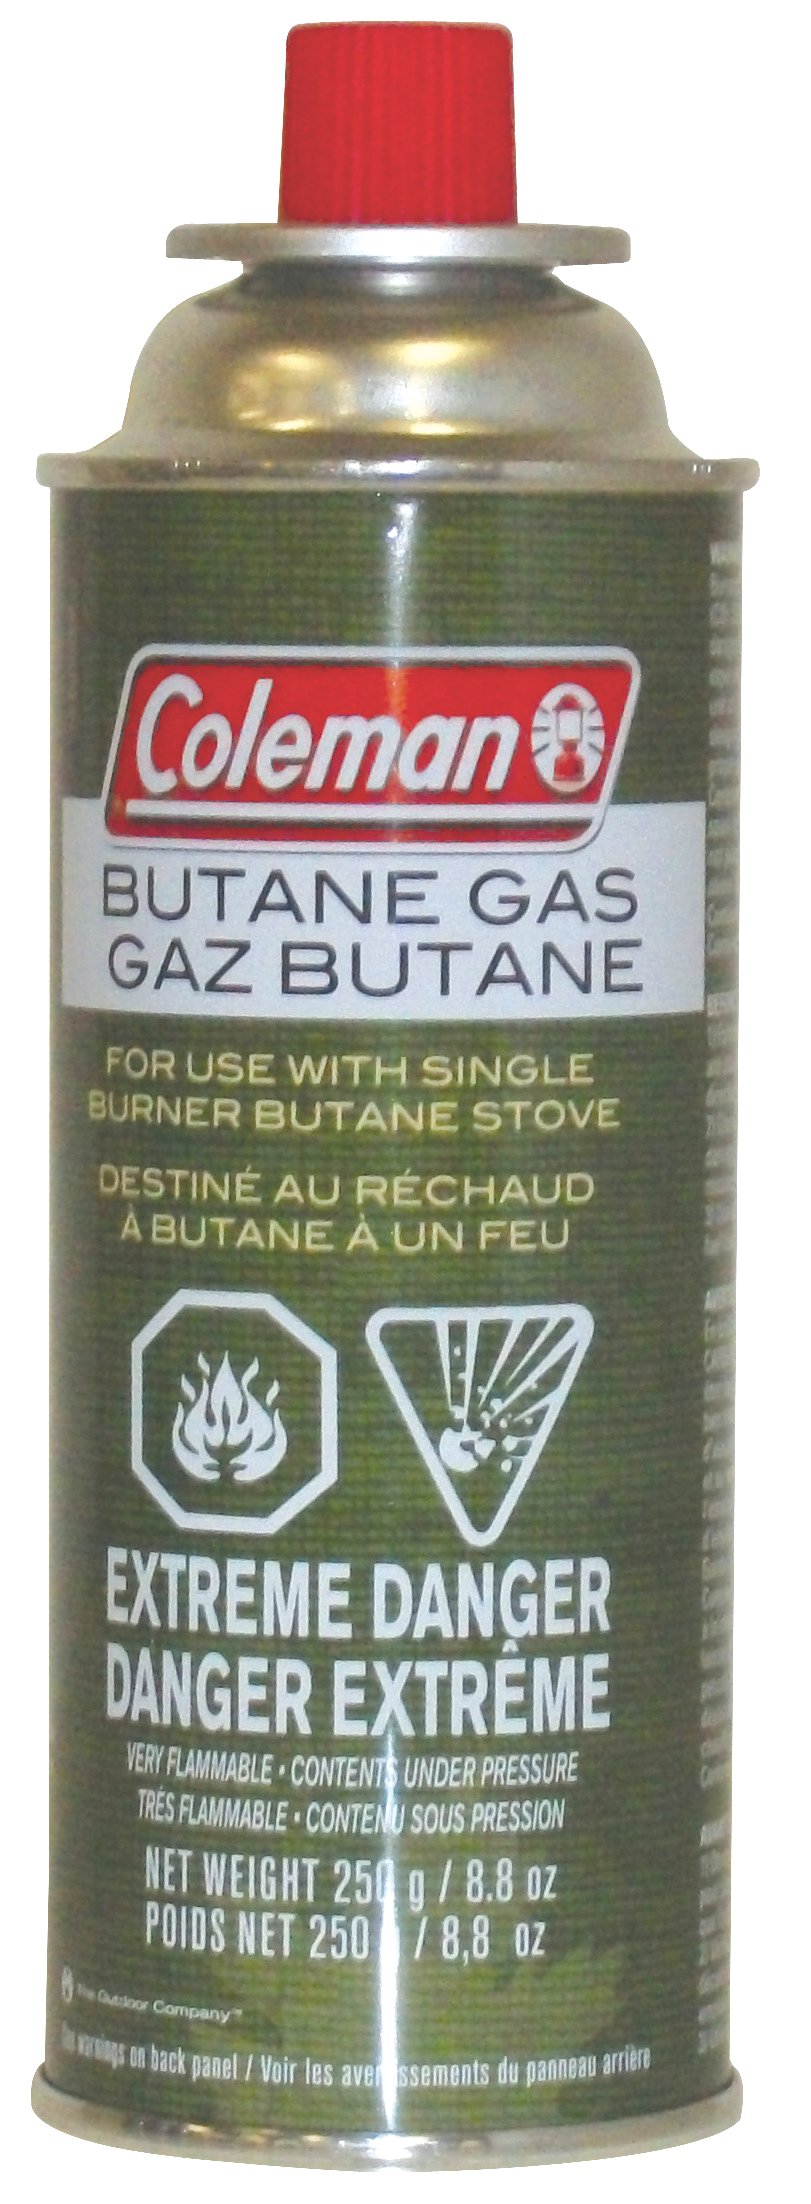 Coleman
BUTANE GAS
GAZ BUTANE
FOR USE WITH SINGLE
BURNER BUTANE STOVE
DESTINÉ AU RÉCHAUD
À BUTANE À UN FEU
EXTREME DANGER
DANGER EXTRÊME
VERY FLAMMABLE • CONTENTS UNDER PRESSURE
TRÉS FLAMMABLE • CONTENU SOUS PRESSION
NET WEIGHT 250 g / 8.8 oz
POIDS NET 250 / 8,8 oz
The Outdoor Company™
warnings on back panel / Voir les avertissements du panneau arrière